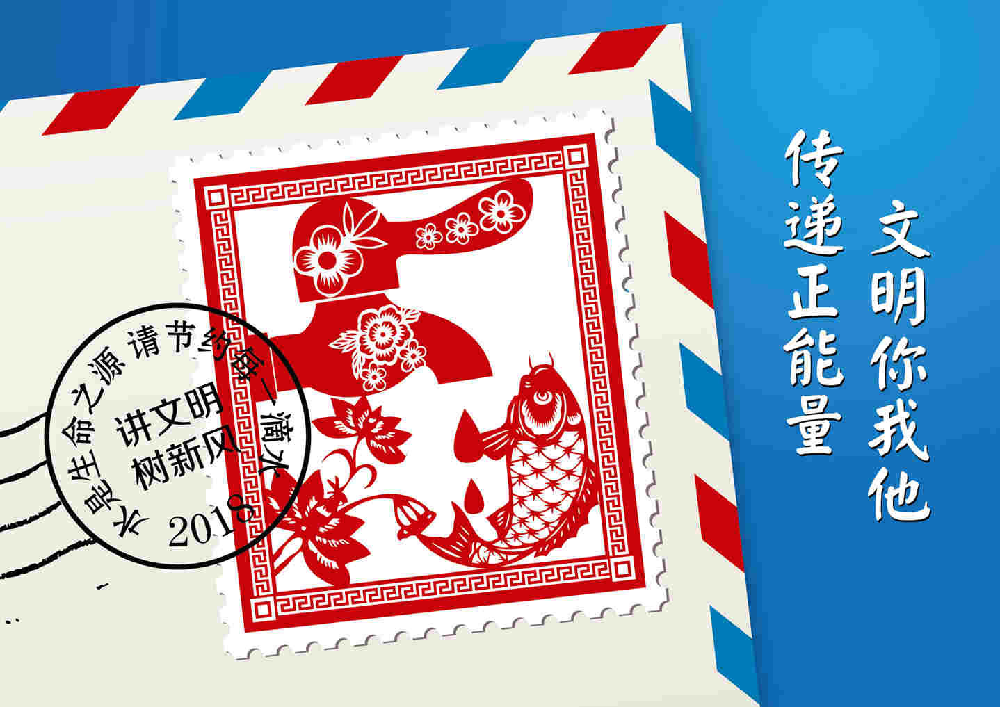 文明你我他
传递正能量
水是生命之源 请节约每一滴水
讲文明
树新风
2018